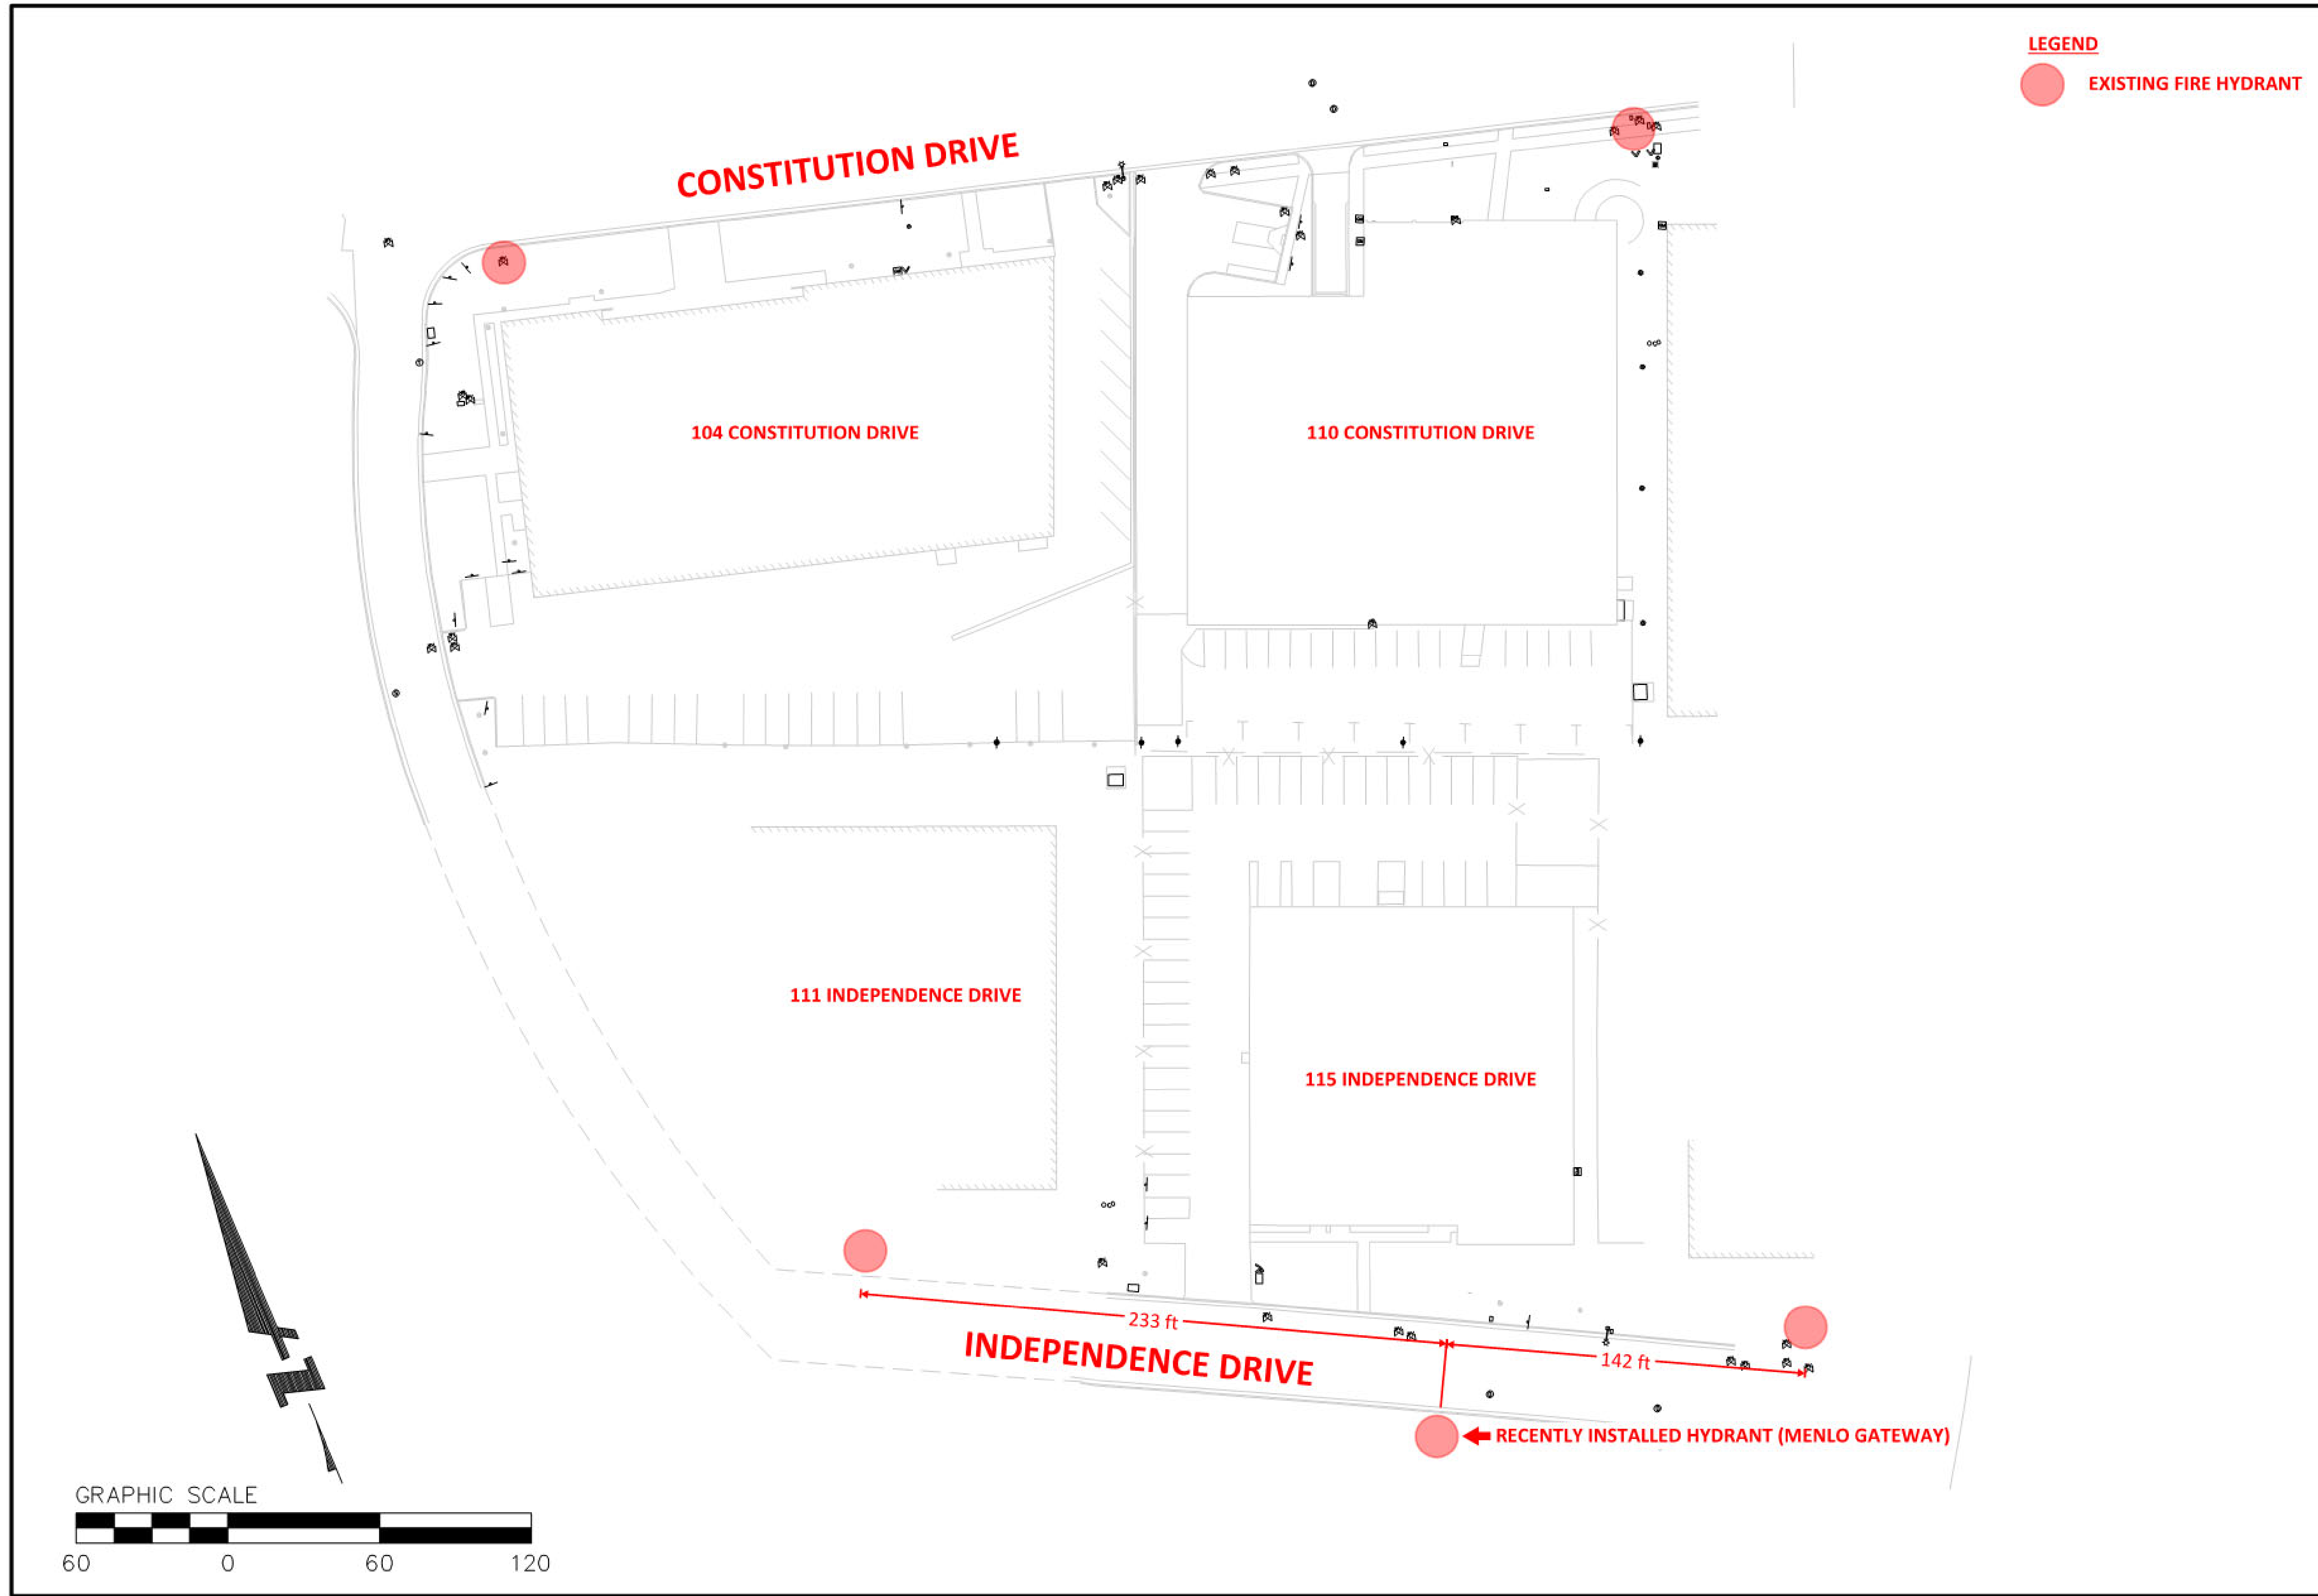 LEGEND
EXISTING FIRE HYDRANT
CONSTITUTION DRIVE
104 CONSTITUTION DRIVE
110 CONSTITUTION DRIVE
111 INDEPENDENCE DRIVE
115 INDEPENDENCE DRIVE
233 ft
142 ft
INDEPENDENCE DRIVE
RECENTLY INSTALLED HYDRANT (MENLO GATEWAY)
GRAPHIC SCALE
60 0 60 120